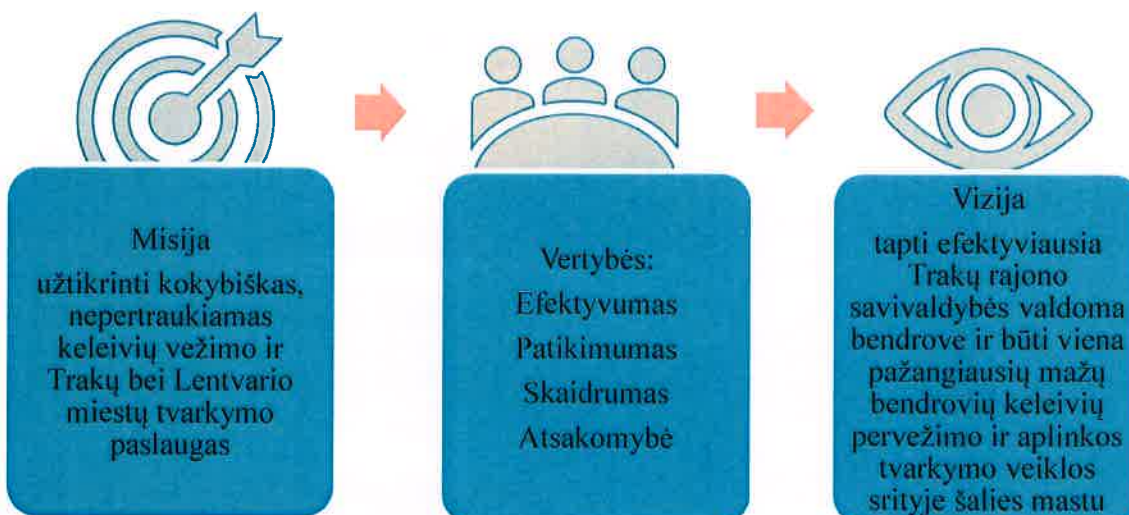 Misija
užtikrinti kokybiškas,
nepertraukiamas
keleivių vežimo ir
Trakų bei Lentvario
miestų tvarkymo
paslaugas
Vertybės:
Efektyvumas
Patikimumas
Skaidrumas
Atsakomybė
Vizija
tapti efektyviausia
Trakų rajono
savivaldybės valdoma
bendrove ir būti viena
pažangiausių mažų
bendrovių keleivių
pervežimo ir aplinkos
tvarkymo veiklos
srityje šalies mastu